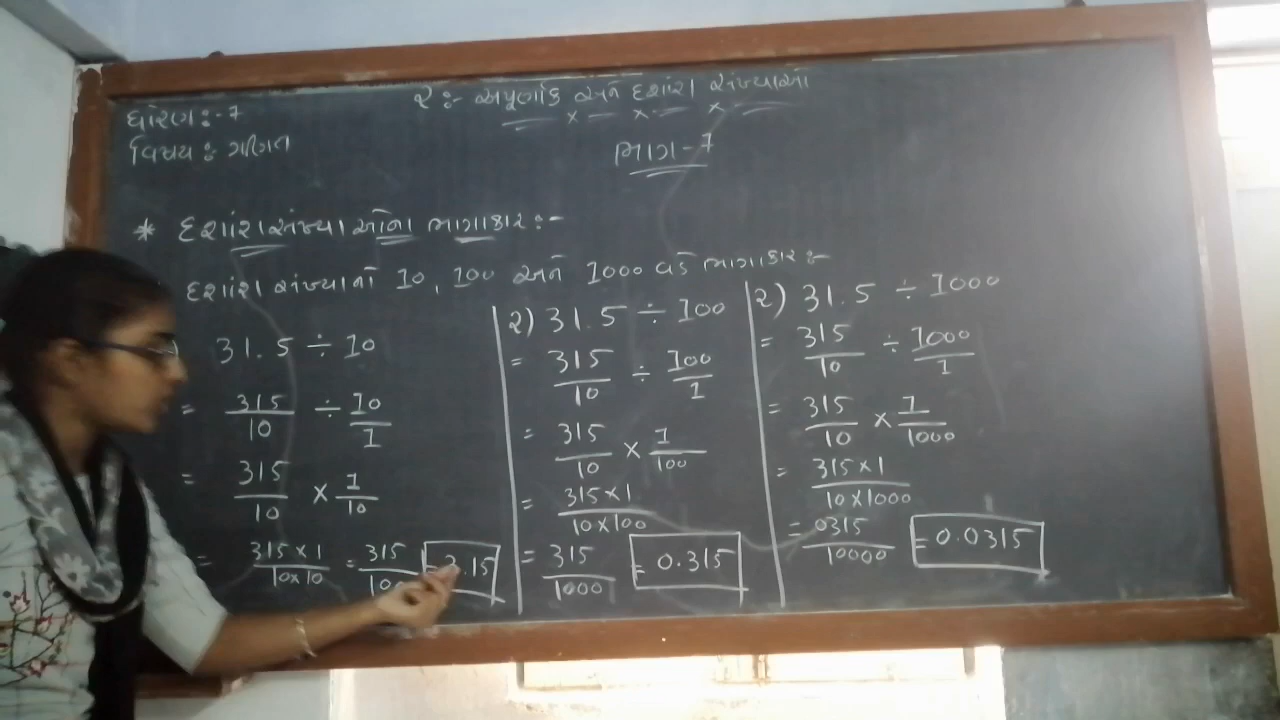 ધોરણ:- 7
વિષય : ગણિત
૨ :- અપૂર્ણાંક અને દશાંશ સંખ્યાઓ
ભાગ - 7
* દશાંશ સંખ્યાઓના ભાગાકાર :-
દશાંશ સંખ્યાનો 10, 100 અને 1000 વડે ભાગાકાર :-
31.5 ÷ 10
= 315/10 ÷ 10/1
= 315/10 × 1/10
= 315×1/10×10 = 315/100 = 3.15
૨) 31.5 ÷ 100
= 315/10 ÷ 100/1
= 315/10 × 1/100
= 315×1/10×100
= 315/1000 = 0.315
૨) 31.5 ÷ 1000
= 315/10 ÷ 1000/1
= 315/10 × 1/1000
= 315×1/10×1000
= 0315/10000 = 0.0315